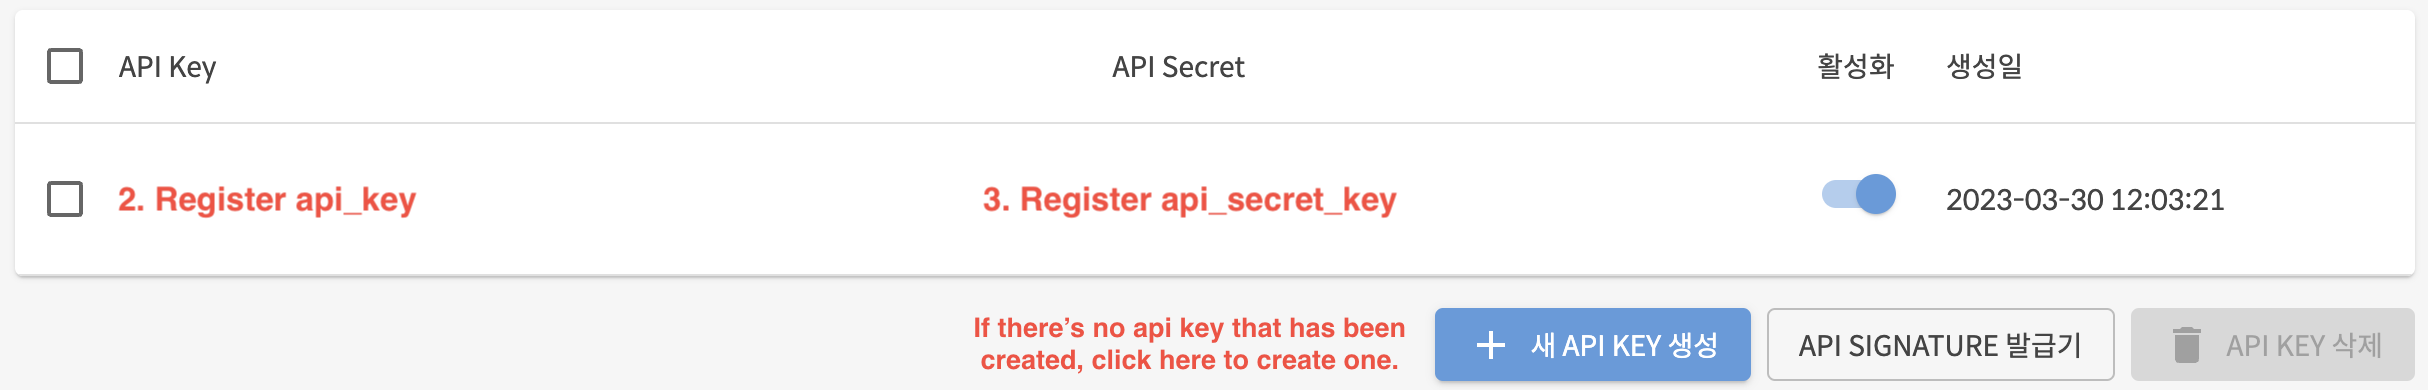 API Key API Secret 활성화 생성일
2. Register api_key 3. Register api_secret_key 2023-03-30 12:03:21
If there's no api key that has been
created, click here to create one.
새 API KEY 생성 API SIGNATURE 발급기 API KEY 삭제